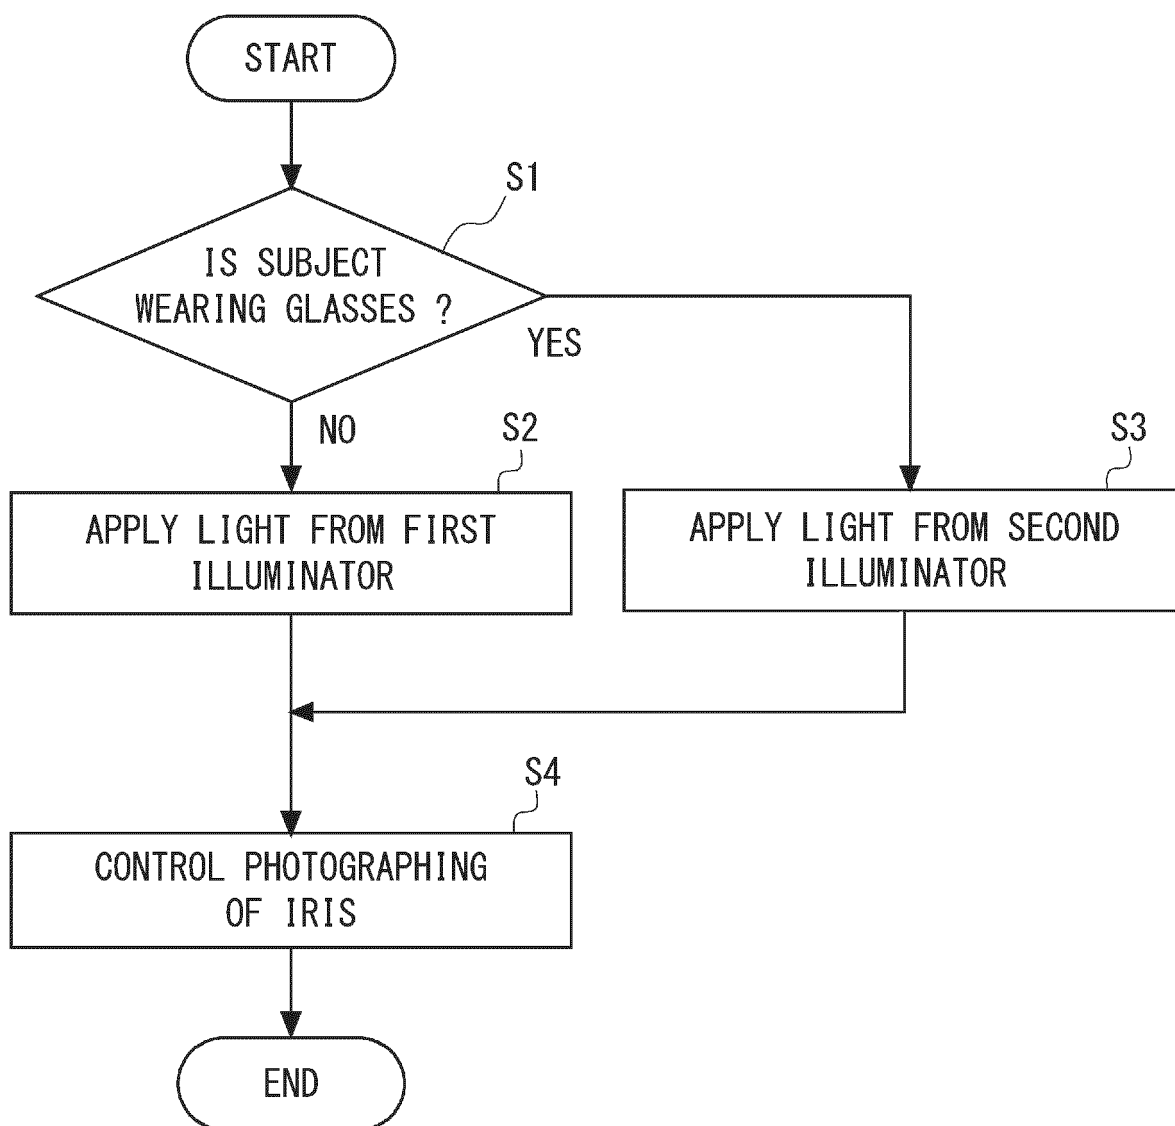 START
S1
IS SUBJECT
WEARING GLASSES ?
YES
NO
S2
APPLY LIGHT FROM FIRST
ILLUMINATOR
S3
APPLY LIGHT FROM SECOND
ILLUMINATOR
S4
CONTROL PHOTOGRAPHING
OF IRIS
END